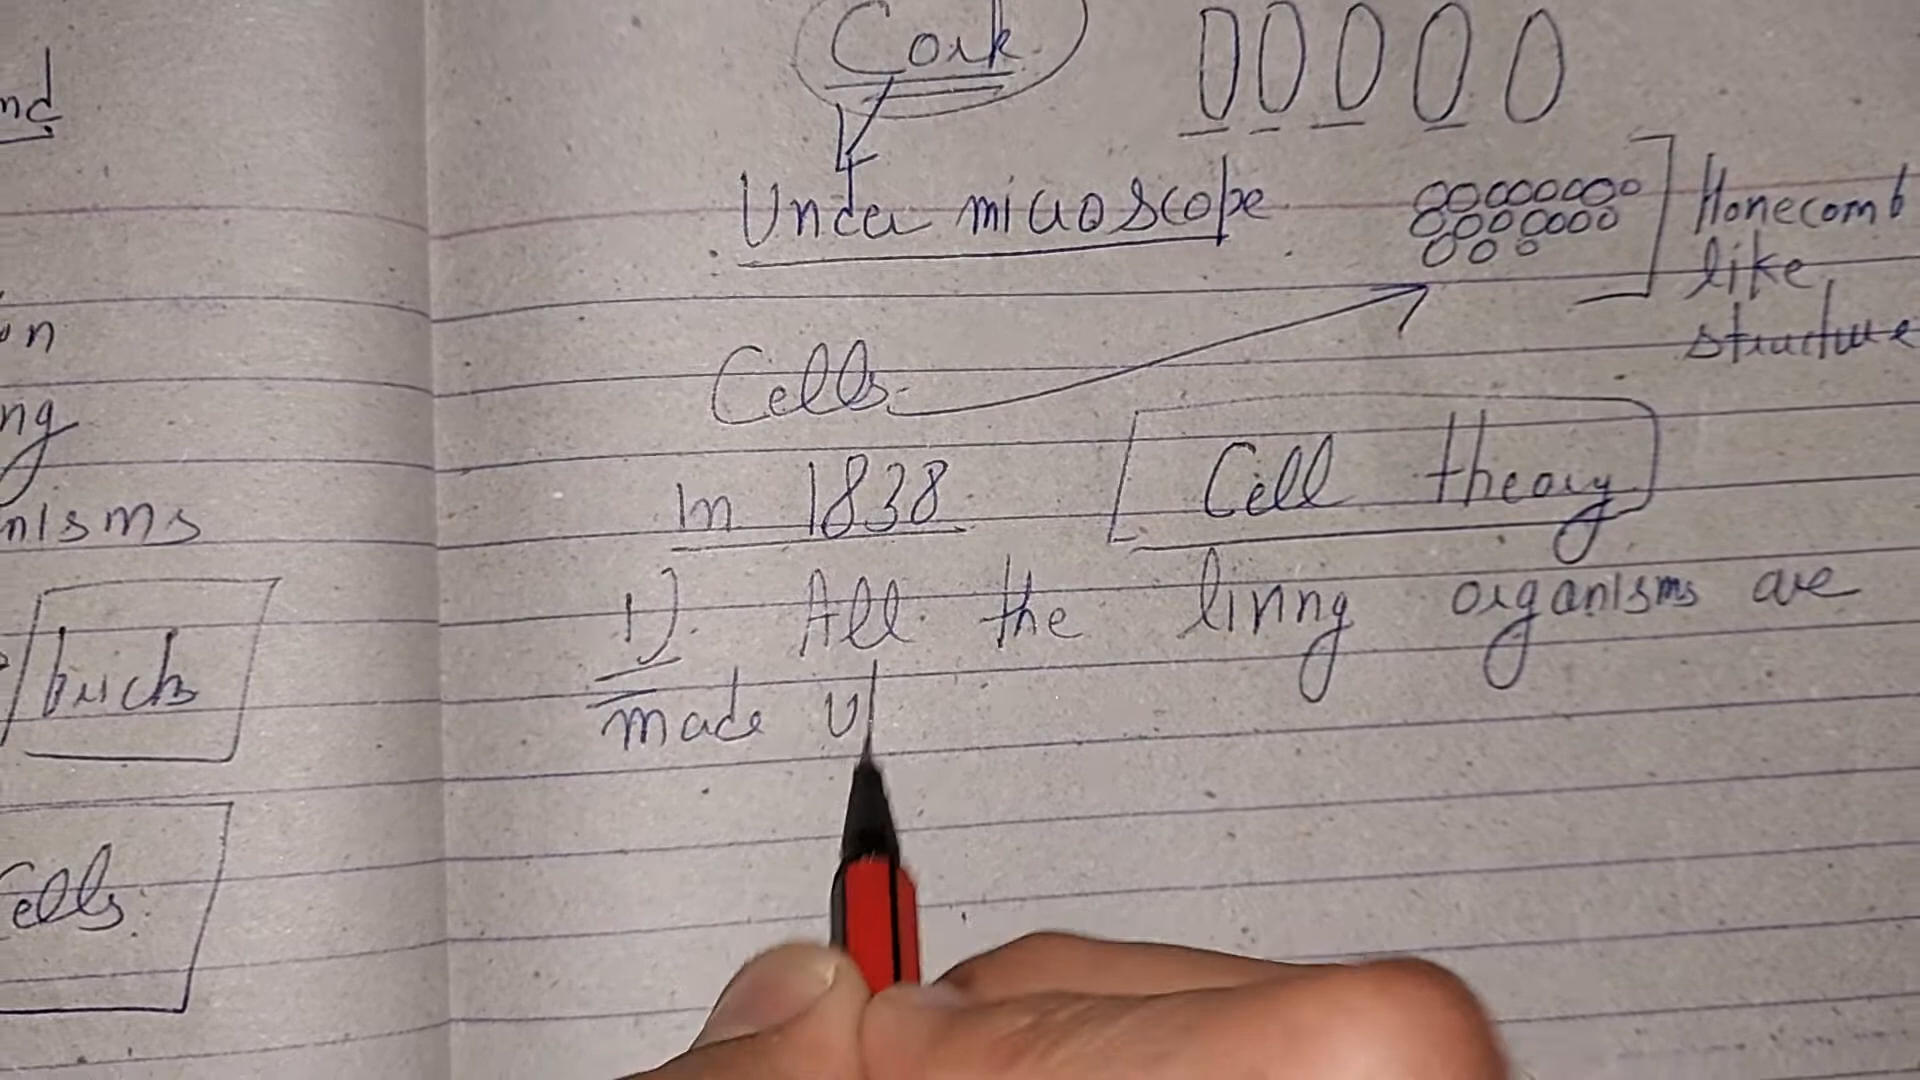 nd
on
ng
nisms
bricks
Cells
Cork
Under microscope
Honecomb
like
structure
Cells
in 1838
Cell theory
1). All the living organisms are
made up